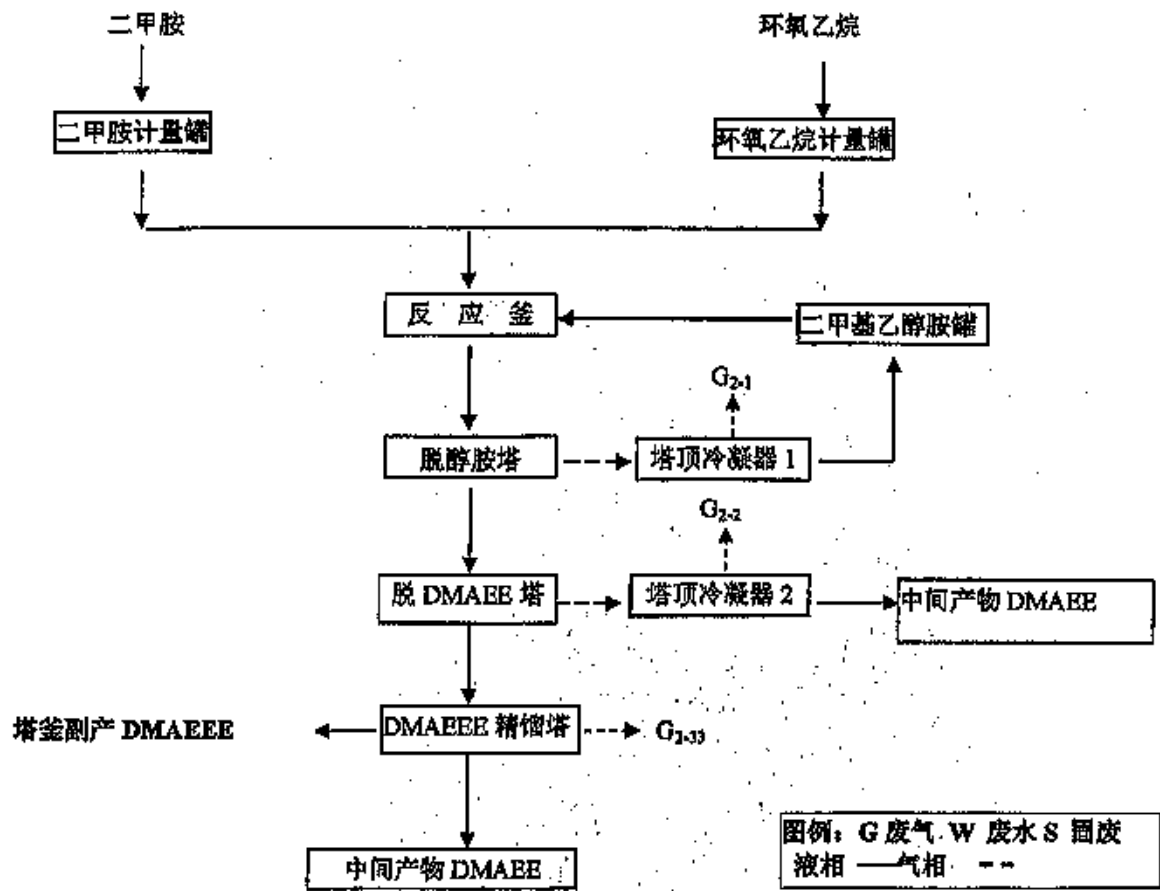 二甲胺
环氧乙烷
二甲胺计量罐
环氧乙烷计量罐
反 应 釜
二甲基乙醇胺罐
G2-1
脱醇胺塔
塔顶冷凝器 1
G2-2
脱 DMAEE 塔
塔顶冷凝器 2
中间产物 DMAEE
塔釜副产 DMAEEE
DMAEEE 精馏塔
G2-33
中间产物 DMAEE
图例：G 废气 W 废水 S 固废
液相 ——气相 --